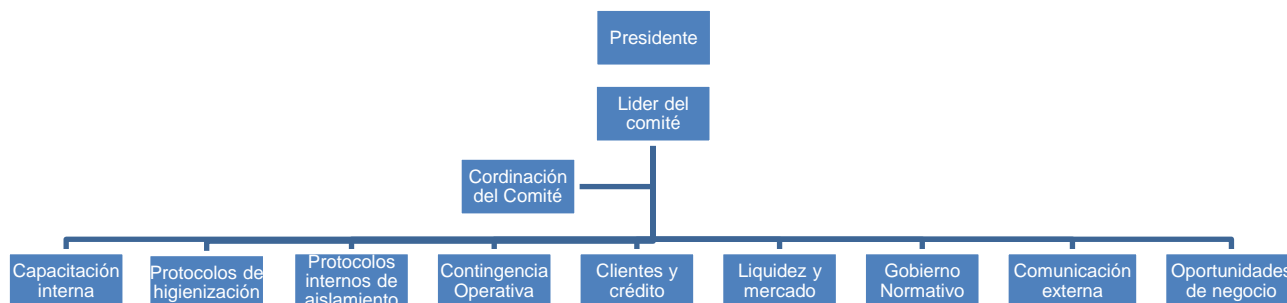 Presidente
Lider del
comité
Cordinación
del Comité
Capacitación
interna
Protocolos de
higienización
Protocolos
internos de
aislamiento
Contingencia
Operativa
Clientes y
crédito
Liquidez y
mercado
Gobierno
Normativo
Comunicación
externa
Oportunidades
de negocio